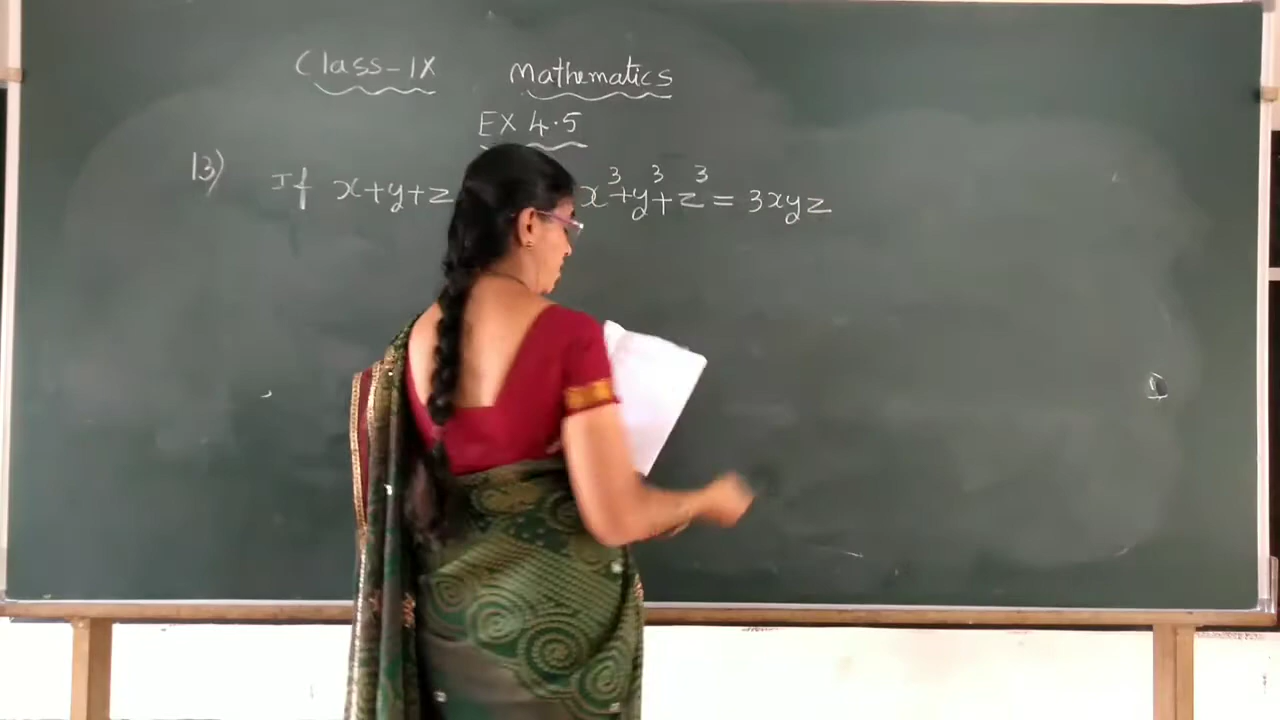 Class-IX Mathematics
EX 4.5
13) If x+y+z x³+y³+z³ = 3xyz